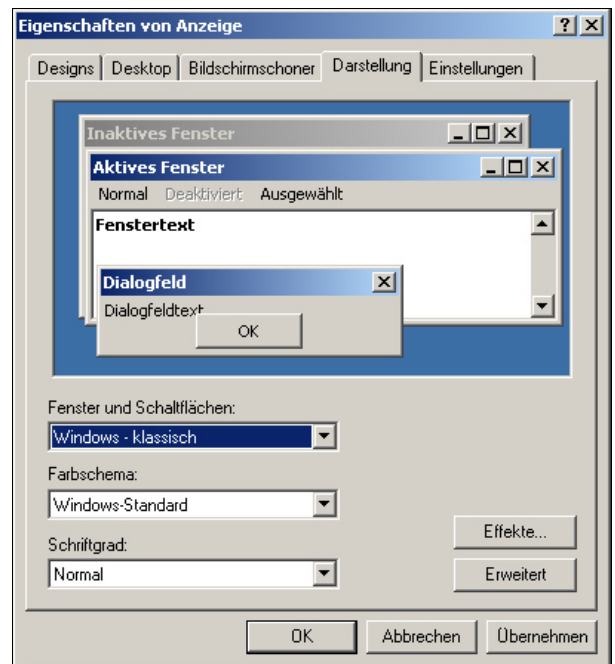 Eigenschaften von Anzeige
Designs Desktop Bildschirmschoner Darstellung Einstellungen
Inaktives Fenster
Aktives Fenster
Normal Deaktiviert Ausgewählt
Fenstertext
Dialogfeld
Dialogfeldtext
OK
Fenster und Schaltflächen:
Windows - klassisch
Farbschema:
Windows-Standard
Schriftgrad:
Normal
Effekte...
Erweitert
OK Abbrechen Übernehmen